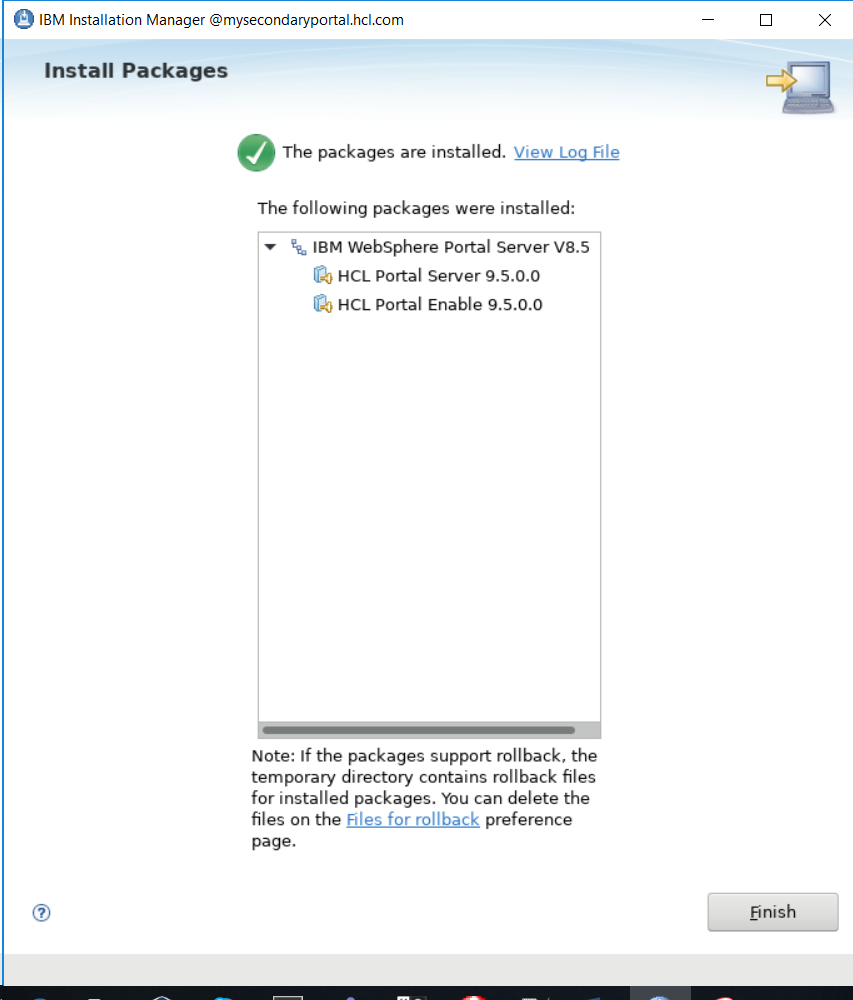 IBM Installation Manager @mysecondaryportal.hcl.com
Install Packages
The packages are installed. View Log File
The following packages were installed:
IBM WebSphere Portal Server V8.5
HCL Portal Server 9.5.0.0
HCL Portal Enable 9.5.0.0
Note: If the packages support rollback, the
temporary directory contains rollback files
for installed packages. You can delete the
files on the Files for rollback preference
page.
?
Finish